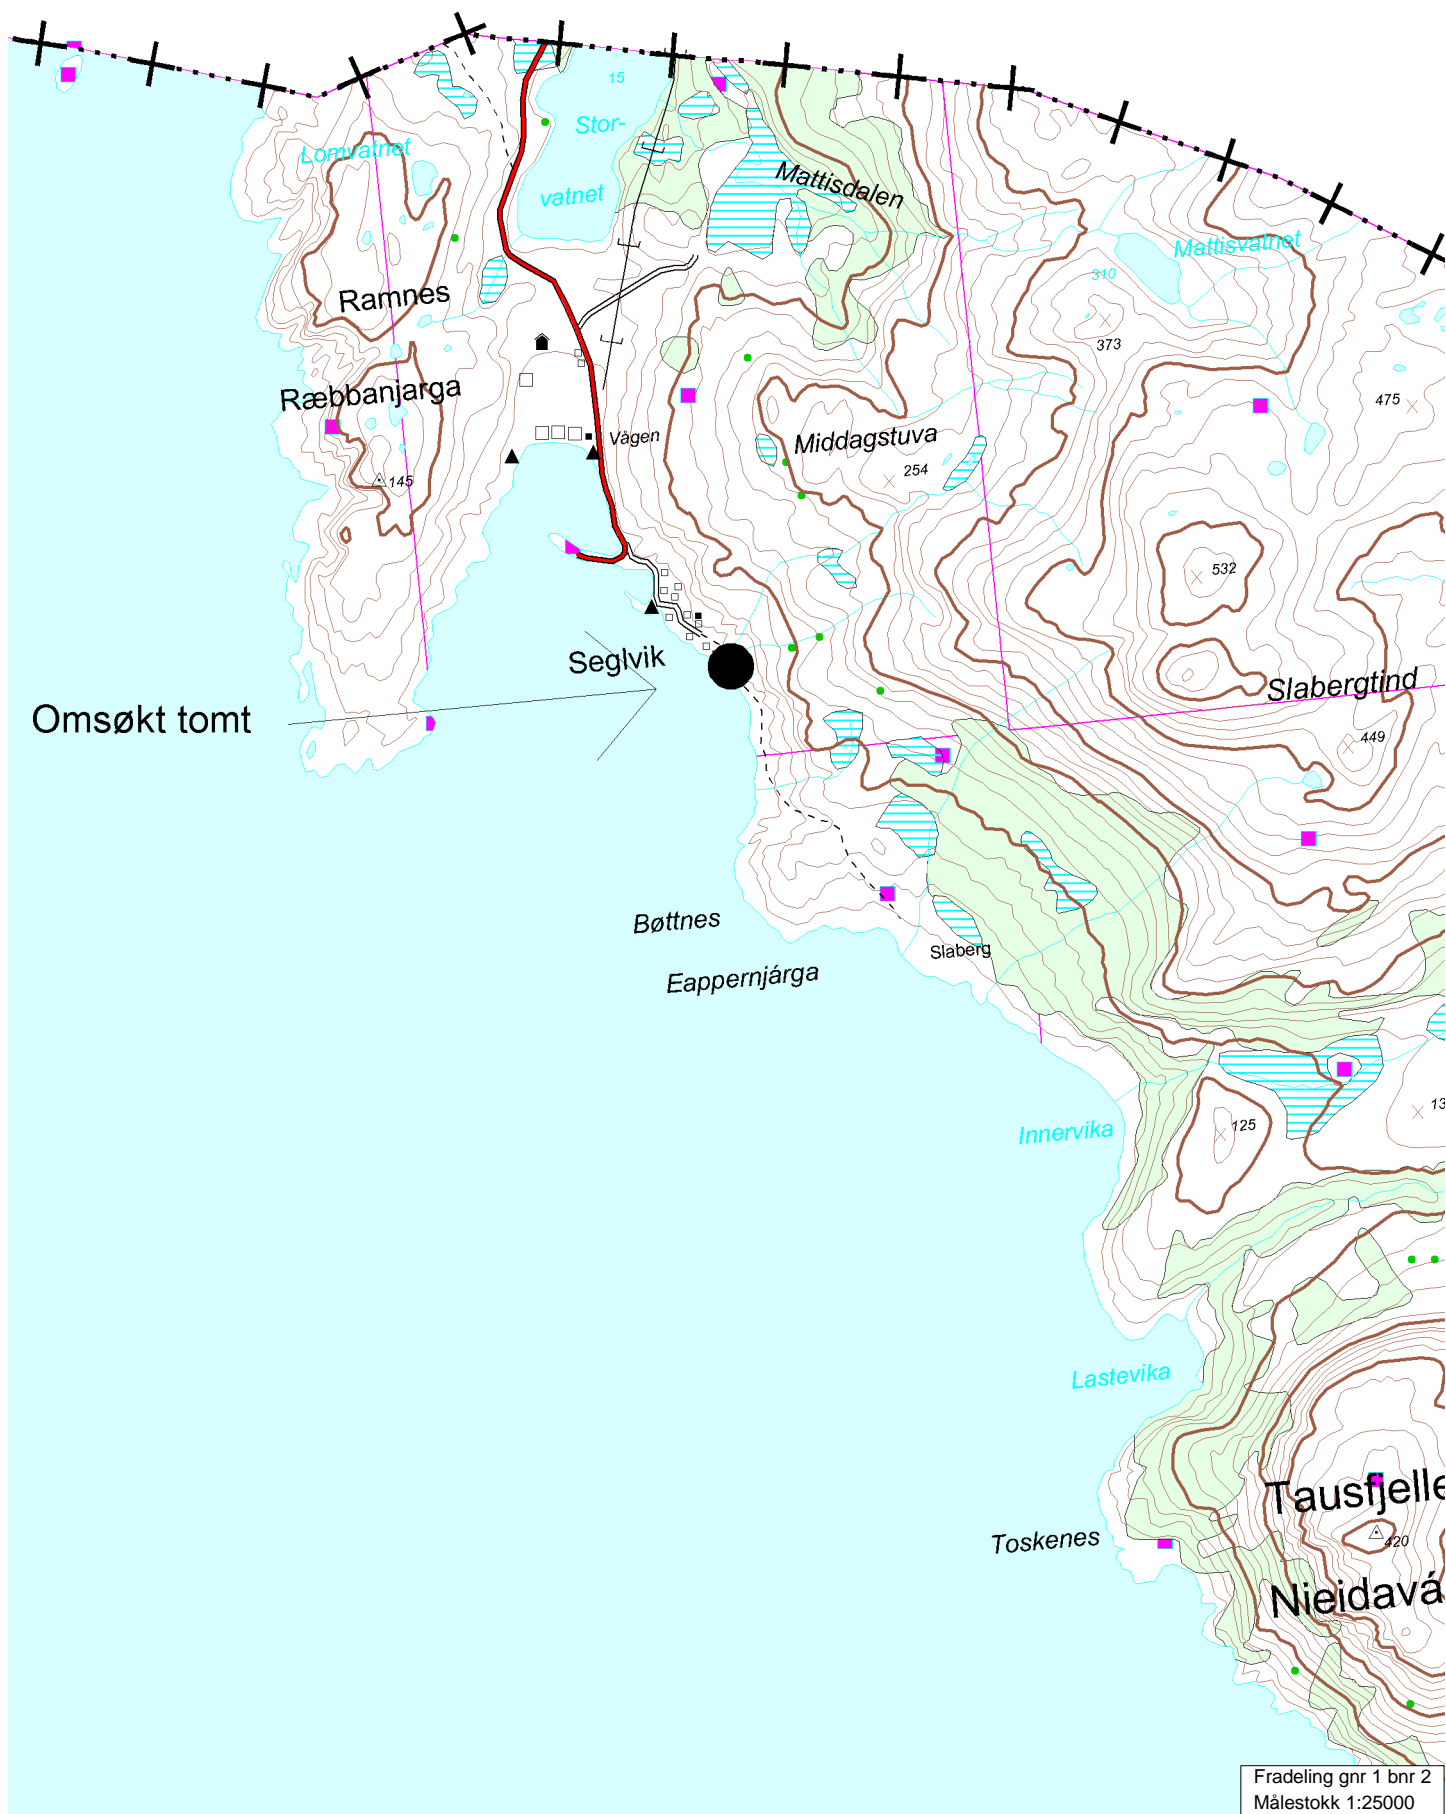 15
Stor-
vatnet
Lomvatnet
Mattisdalen
Mattisvatnet
310
373
Ramnes
Ræbbanjarga
145
Vågen
Middagstuva
254
475
532
Seglvik
Omsøkt tomt
Slabergtind
449
Bøttnes
Eappernjárga
Slaberg
Innervika
125
13
Lastevika
Toskenes
Tausfjelle
420
Nieidavá
Fradeling gnr 1 bnr 2
Målestokk 1:25000